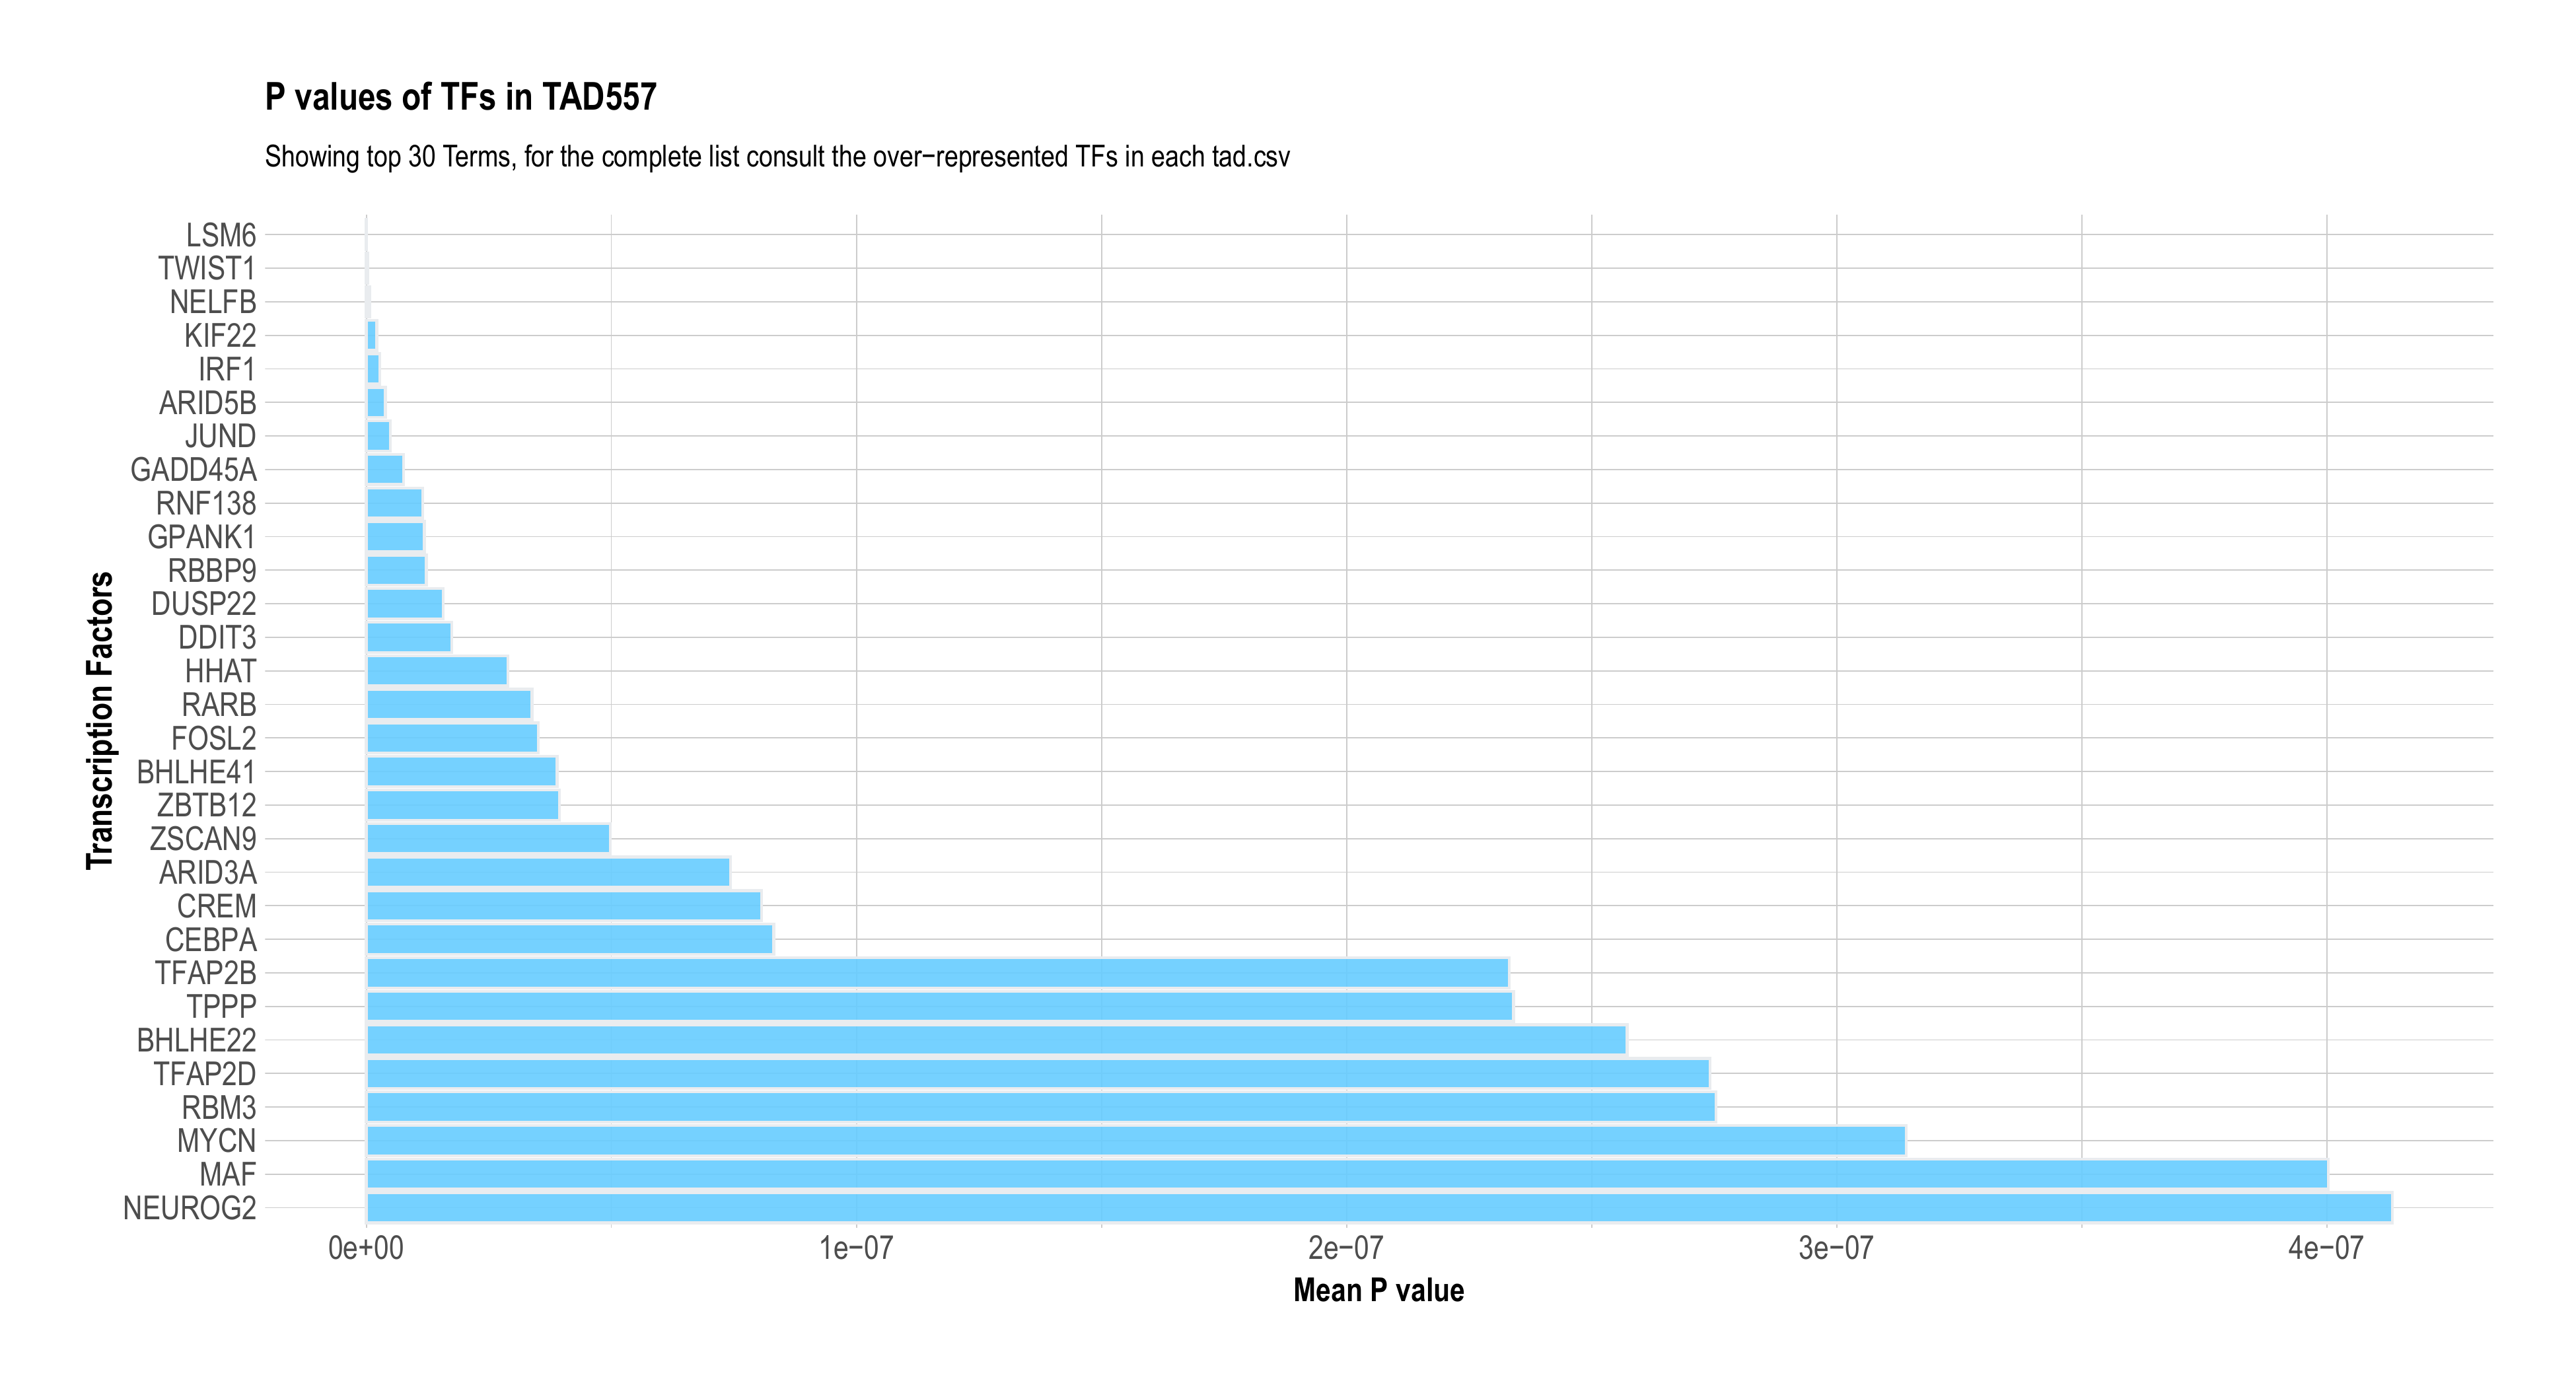 P values of TFs in TAD557
Showing top 30 Terms, for the complete list consult the over−represented TFs in each tad.csv
Transcription Factors
LSM6
TWIST1
NELFB
KIF22
IRF1
ARID5B
JUND
GADD45A
RNF138
GPANK1
RBBP9
DUSP22
DDIT3
HHAT
RARB
FOSL2
BHLHE41
ZBTB12
ZSCAN9
ARID3A
CREM
CEBPA
TFAP2B
TPPP
BHLHE22
TFAP2D
RBM3
MYCN
MAF
NEUROG2
0e+00 1e−07 2e−07 3e−07 4e−07
Mean P value